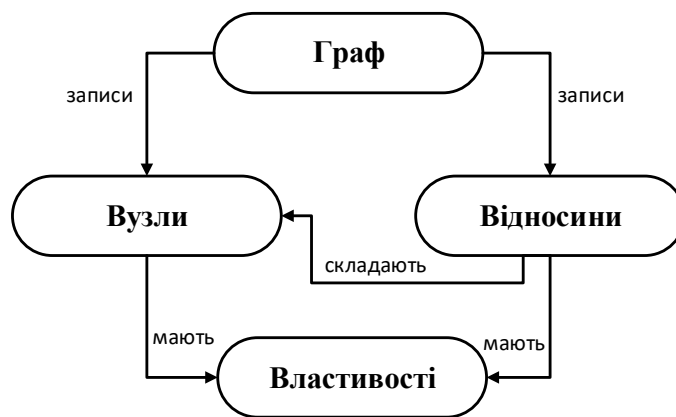 Граф
записи
записи
Вузли
Відносини
складають
мають
мають
Властивості